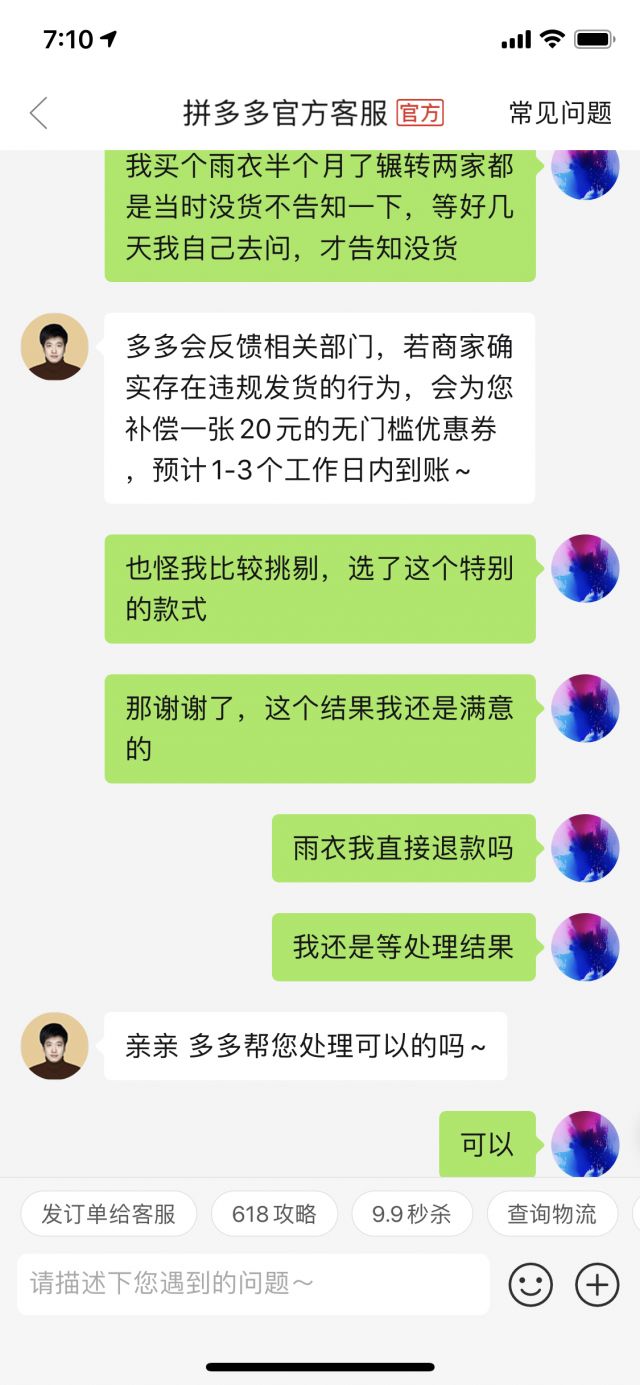 7:10
拼多多官方客服 官方 常见问题
我买个雨衣半个月了辗转两家都
是当时没货不告知一下，等好几
天我自己去问，才告知没货
多多会反馈相关部门，若商家确
实存在违规发货的行为，会为您
补偿一张20元的无门槛优惠券
，预计1-3个工作日内到账~
也怪我比较挑剔，选了这个特别
的款式
那谢谢了，这个结果我还是满意
的
雨衣我直接退款吗
我还是等处理结果
亲亲 多多帮您处理可以的吗~
可以
发订单给客服 618攻略 9.9秒杀 查询物流
请描述下您遇到的问题～